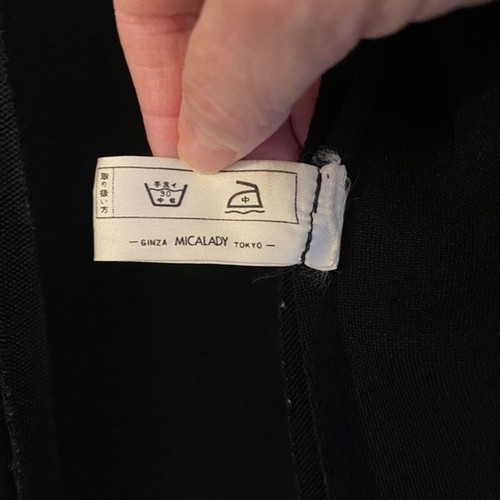 取り扱い方
手洗イ
30
中性
中
— GINZA MICALADY TOKYO —